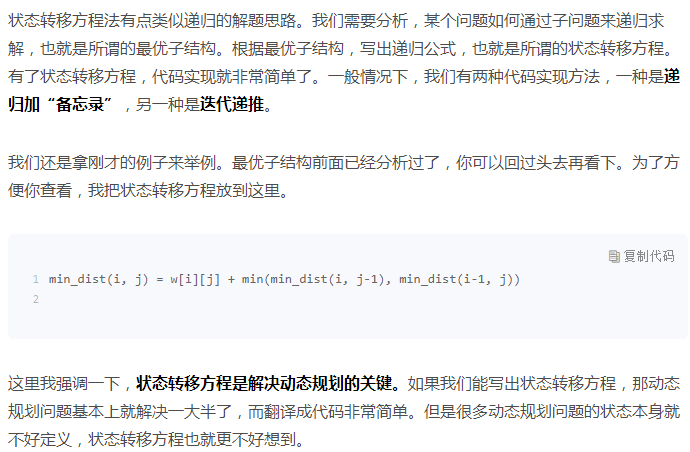 状态转移方程法有点类似递归的解题思路。我们需要分析，某个问题如何通过子问题来递归求
解，也就是所谓的最优子结构。根据最优子结构，写出递归公式，也就是所谓的状态转移方程。
有了状态转移方程，代码实现就非常简单了。一般情况下，我们有两种代码实现方法，一种是递
归加“备忘录”，另一种是迭代递推。
我们还是拿刚才的例子来举例。最优子结构前面已经分析过了，你可以回过头去再看下。为了方
便你查看，我把状态转移方程放到这里。
复制代码
1 min_dist(i, j) = w[i][j] + min(min_dist(i, j-1), min_dist(i-1, j))
2
这里我强调一下，状态转移方程是解决动态规划的关键。如果我们能写出状态转移方程，那动态
规划问题基本上就解决一大半了，而翻译成代码非常简单。但是很多动态规划问题的状态本身就
不好定义，状态转移方程也就更不好想到。